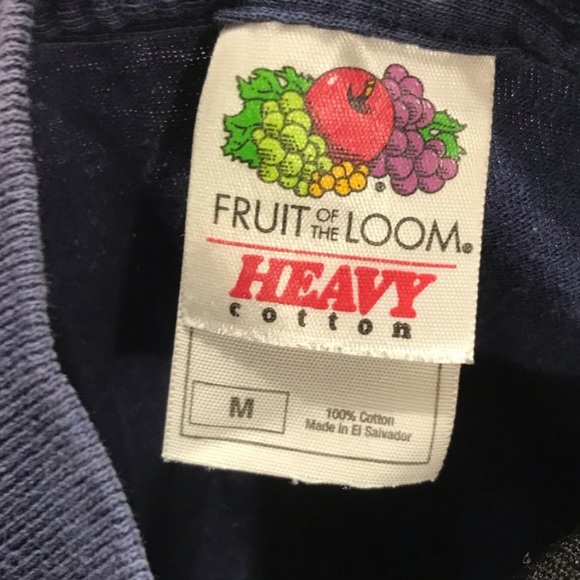 FRUIT OF THE LOOM®
HEAVY
cotton
M
100% Cotton
Made in El Salvador